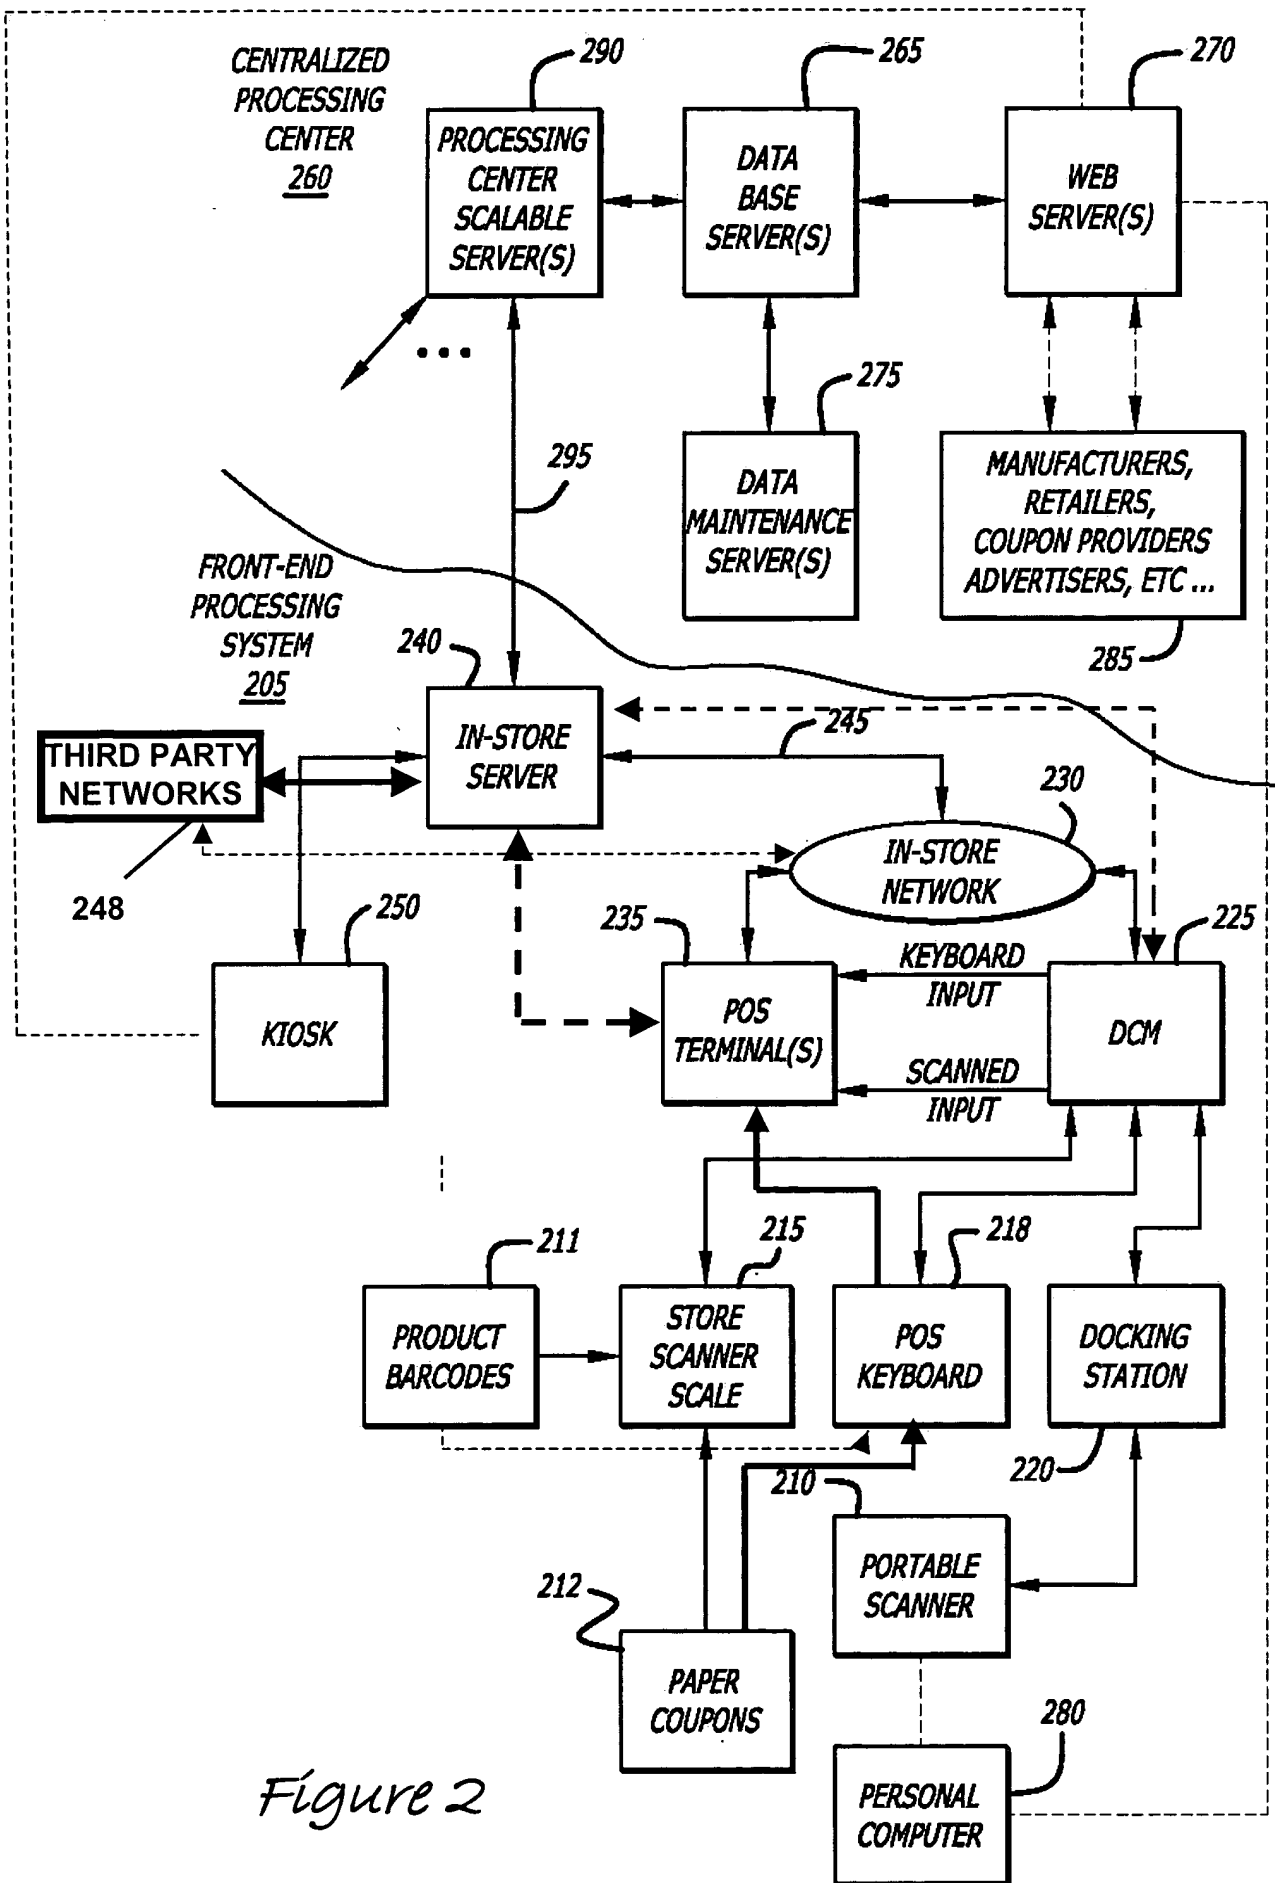 290
265
270
CENTRALIZED
PROCESSING
CENTER
260
PROCESSING
CENTER
SCALABLE
SERVER(S)
DATA
BASE
SERVER(S)
WEB
SERVER(S)
...
275
295
DATA
MAINTENANCE
SERVER(S)
MANUFACTURERS,
RETAILERS,
COUPON PROVIDERS
ADVERTISERS, ETC ...
285
FRONT-END
PROCESSING
SYSTEM
205
240
IN-STORE
SERVER
245
THIRD PARTY
NETWORKS
248
230
IN-STORE
NETWORK
250
KIOSK
235
POS
TERMINAL(S)
KEYBOARD
INPUT
SCANNED
INPUT
225
DCM
211
PRODUCT
BARCODES
215
STORE
SCANNER
SCALE
218
POS
KEYBOARD
DOCKING
STATION
220
210
PORTABLE
SCANNER
212
PAPER
COUPONS
280
PERSONAL
COMPUTER
Figure 2